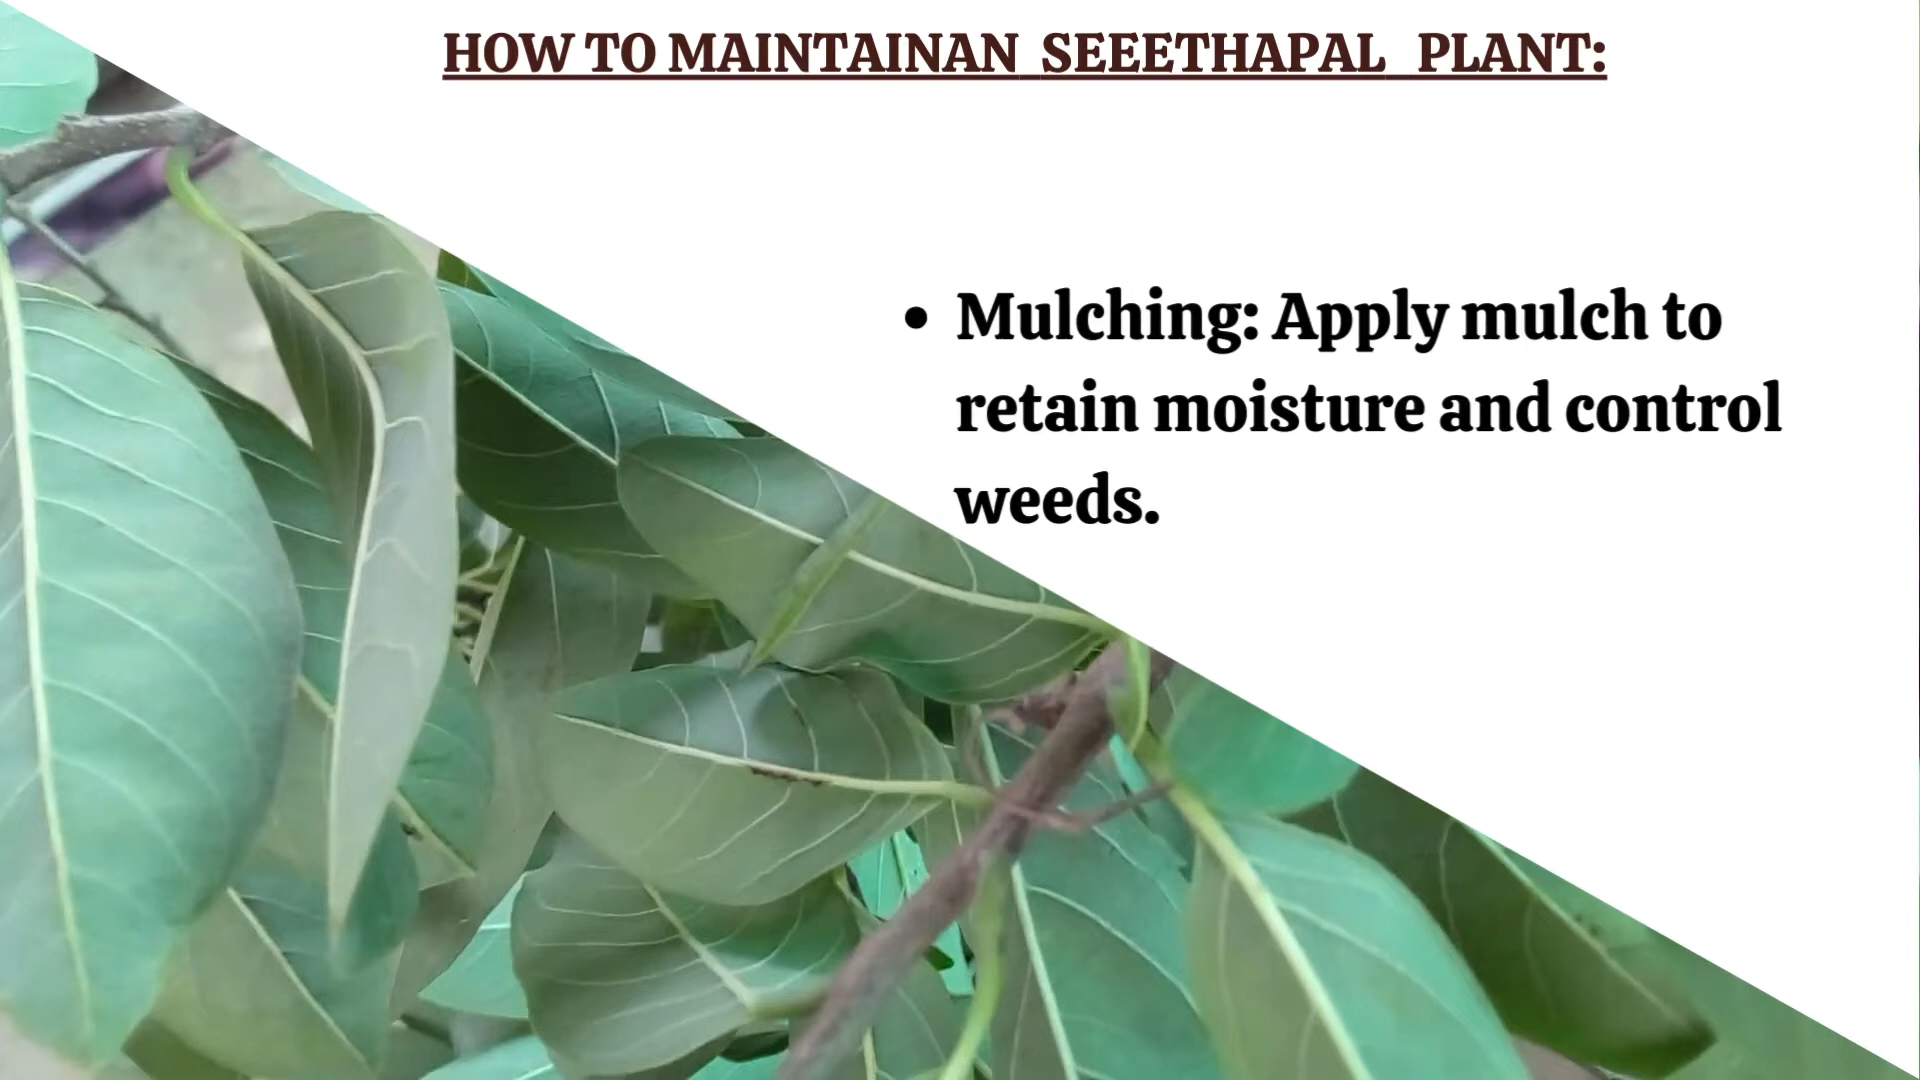 HOW TO MAINTAINAN SEEETHAPAL PLANT:
• Mulching: Apply mulch to
retain moisture and control
weeds.